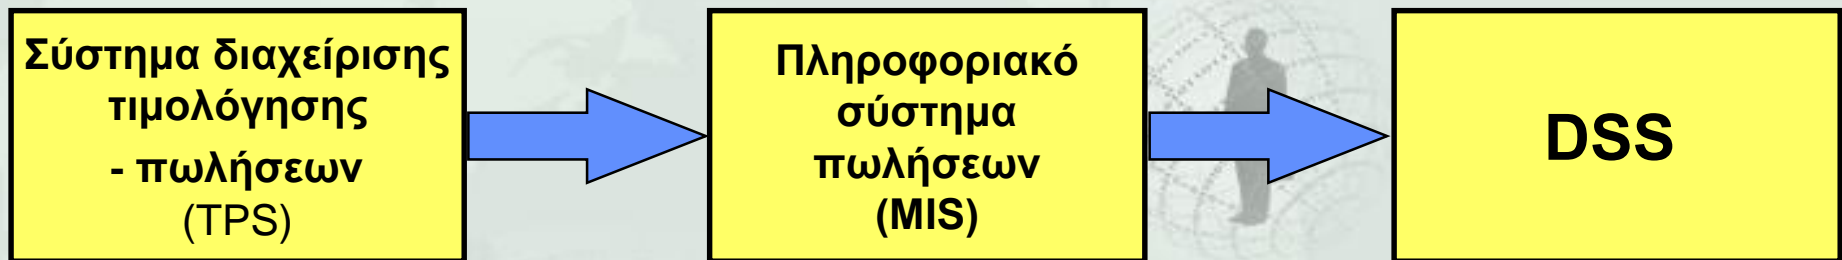 Σύστημα διαχείρισης
τιμολόγησης
- πωλήσεων
(TPS)
Πληροφοριακό
σύστημα
πωλήσεων
(MIS)
DSS